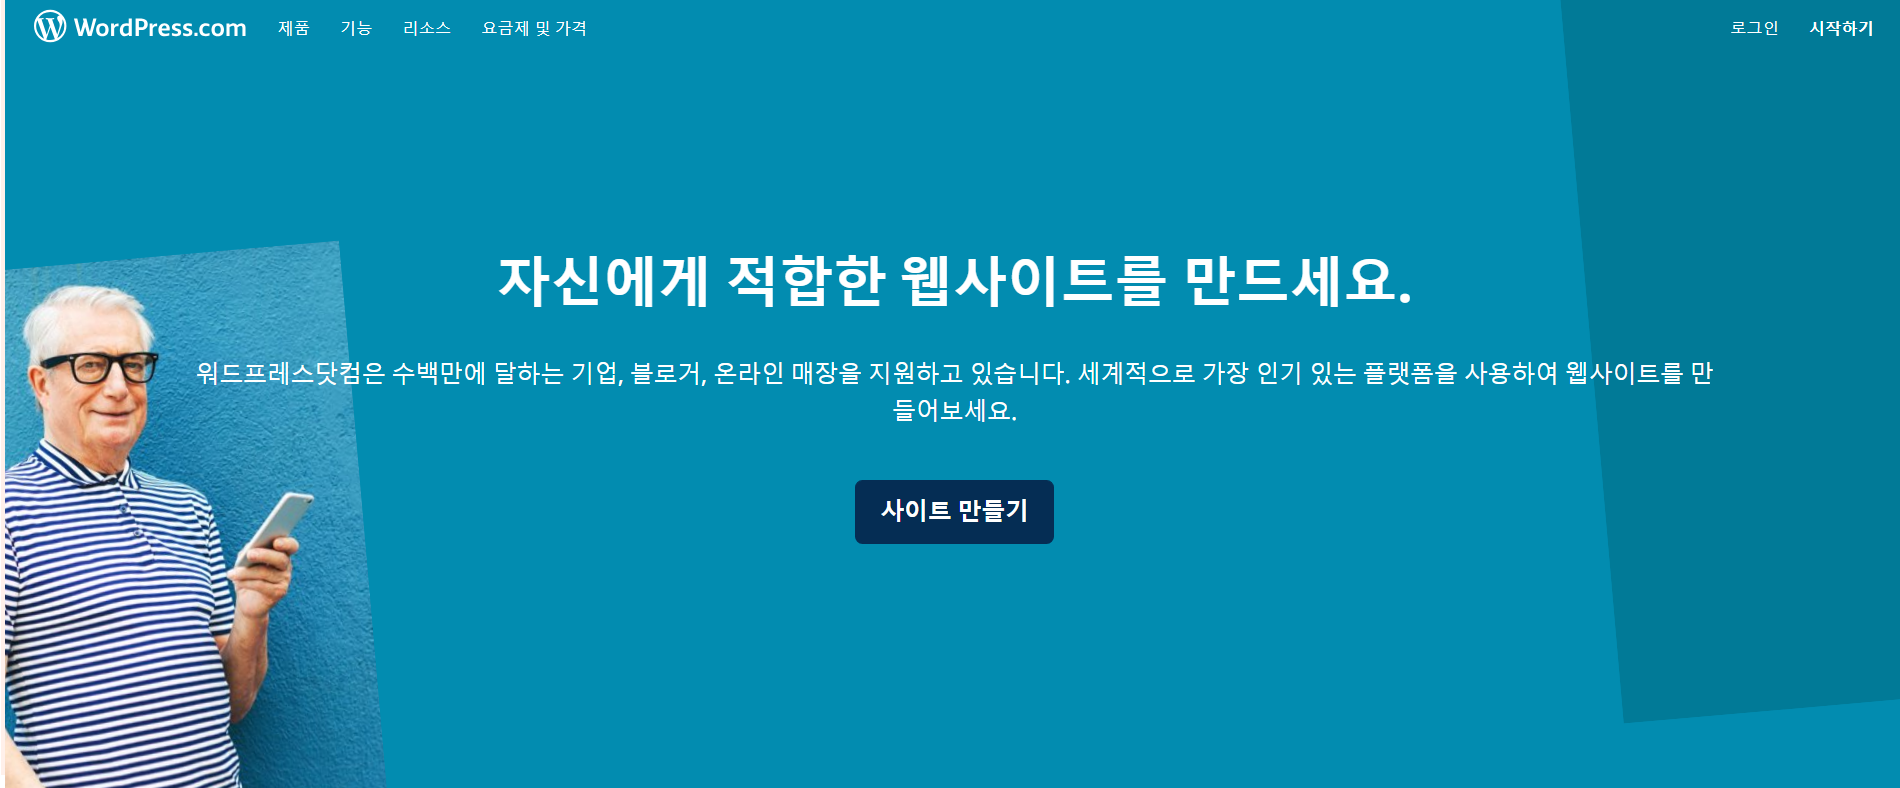 WordPress.com 제품 기능 리소스 요금제 및 가격 로그인 시작하기
자신에게 적합한 웹사이트를 만드세요.
워드프레스닷컴은 수백만에 달하는 기업, 블로거, 온라인 매장을 지원하고 있습니다. 세계적으로 가장 인기 있는 플랫폼을 사용하여 웹사이트를 만
들어보세요.
사이트 만들기